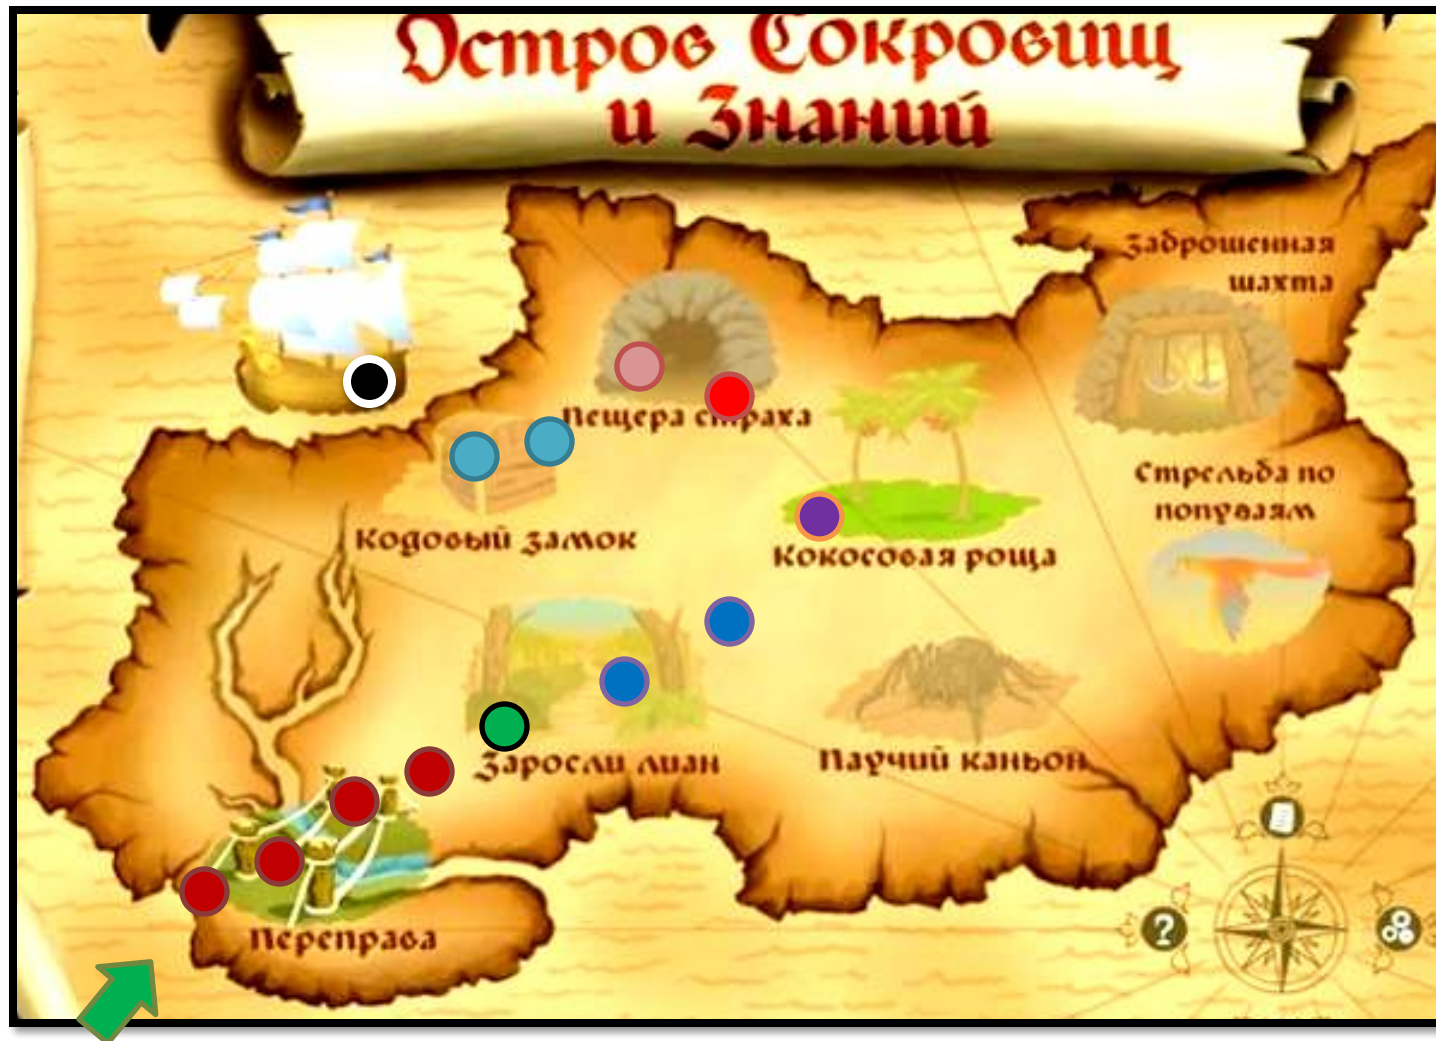 Остров Сокровищ
и Знаний
Заброшенная
шахта
Пещера страха
Стрельба по
попугаям
Кодовый замок
Кокосовая роща
Заросли лиан
Паучий каньон
Переправа
?